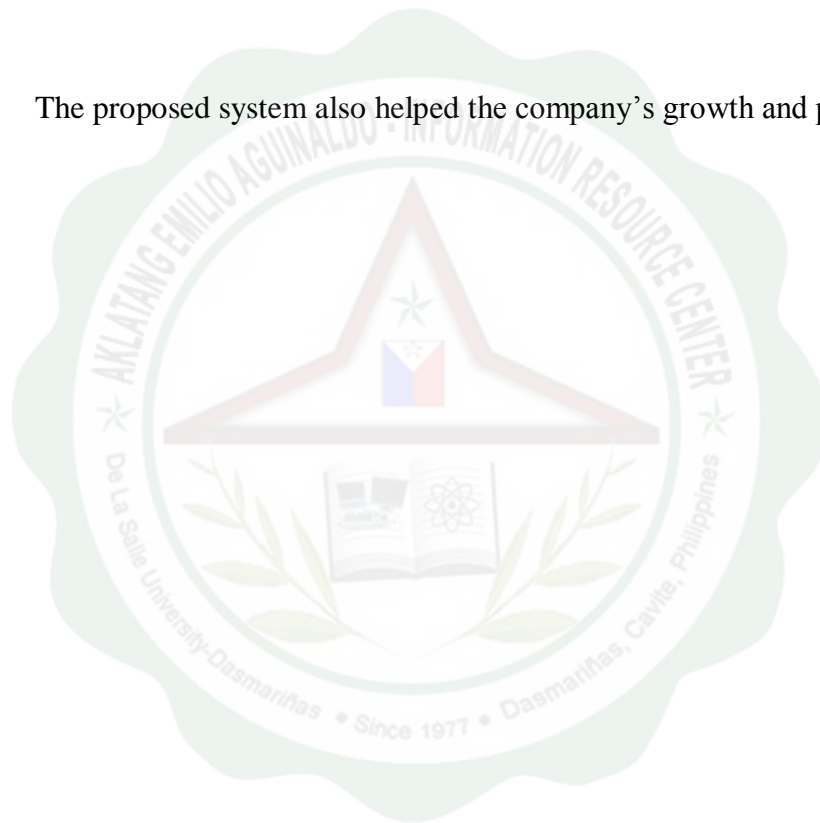 The proposed system also helped the company’s growth and p
AKLATANG EMILIO AGUINALDO - INFORMATION RESOURCE CENTER
De La Salle University-Dasmariñas • Since 1977 • Dasmariñas, Cavite, Philippines